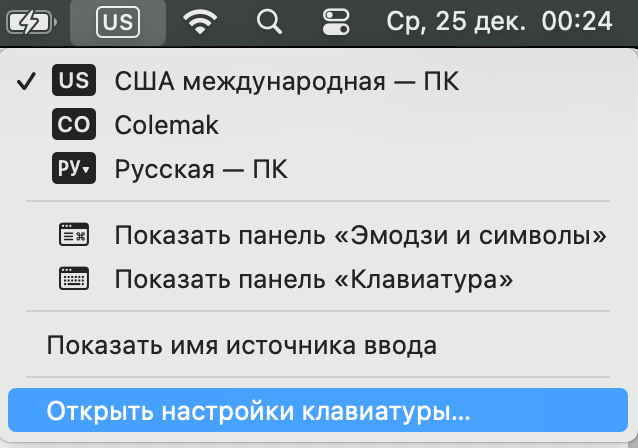 US Ср, 25 дек. 00:24
US США международная — ПК
CO Colemak
РУ Русская — ПК
Показать панель «Эмодзи и символы»
Показать панель «Клавиатура»
Показать имя источника ввода
Открыть настройки клавиатуры...